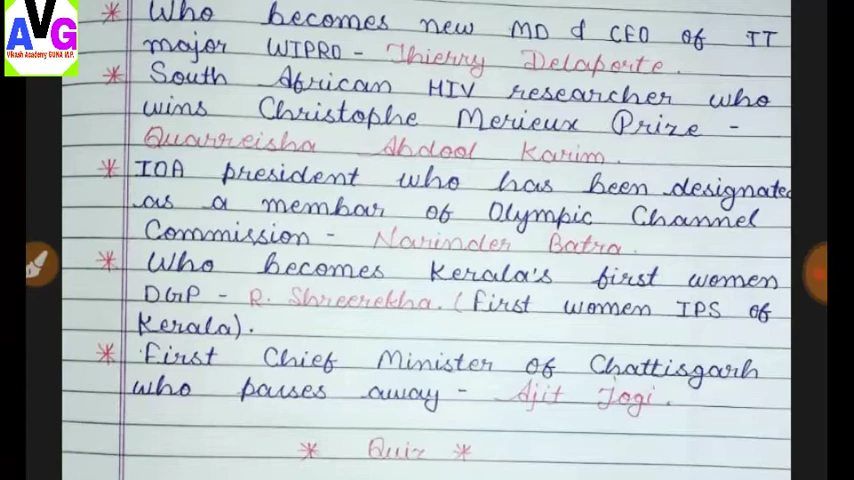 AVG
Vikash Academy GUNA M.P.
* Who becomes new MD & CEO of IT
major WIPRO - Thierry Delaporte.
* South African HIV researcher who
wins Christophe Merieux Prize -
Quarreisha Abdool Karim.
* IOA president who has been designated
as a membar of Olympic Channel
Commission - Narinder Batra.
* Who becomes Kerala's first women
DGP - R. Shreerekha. (First women IPS of
Kerala).
* First Chief Minister of Chattisgarh
who passes away - Ajit Jogi.
* Quiz *